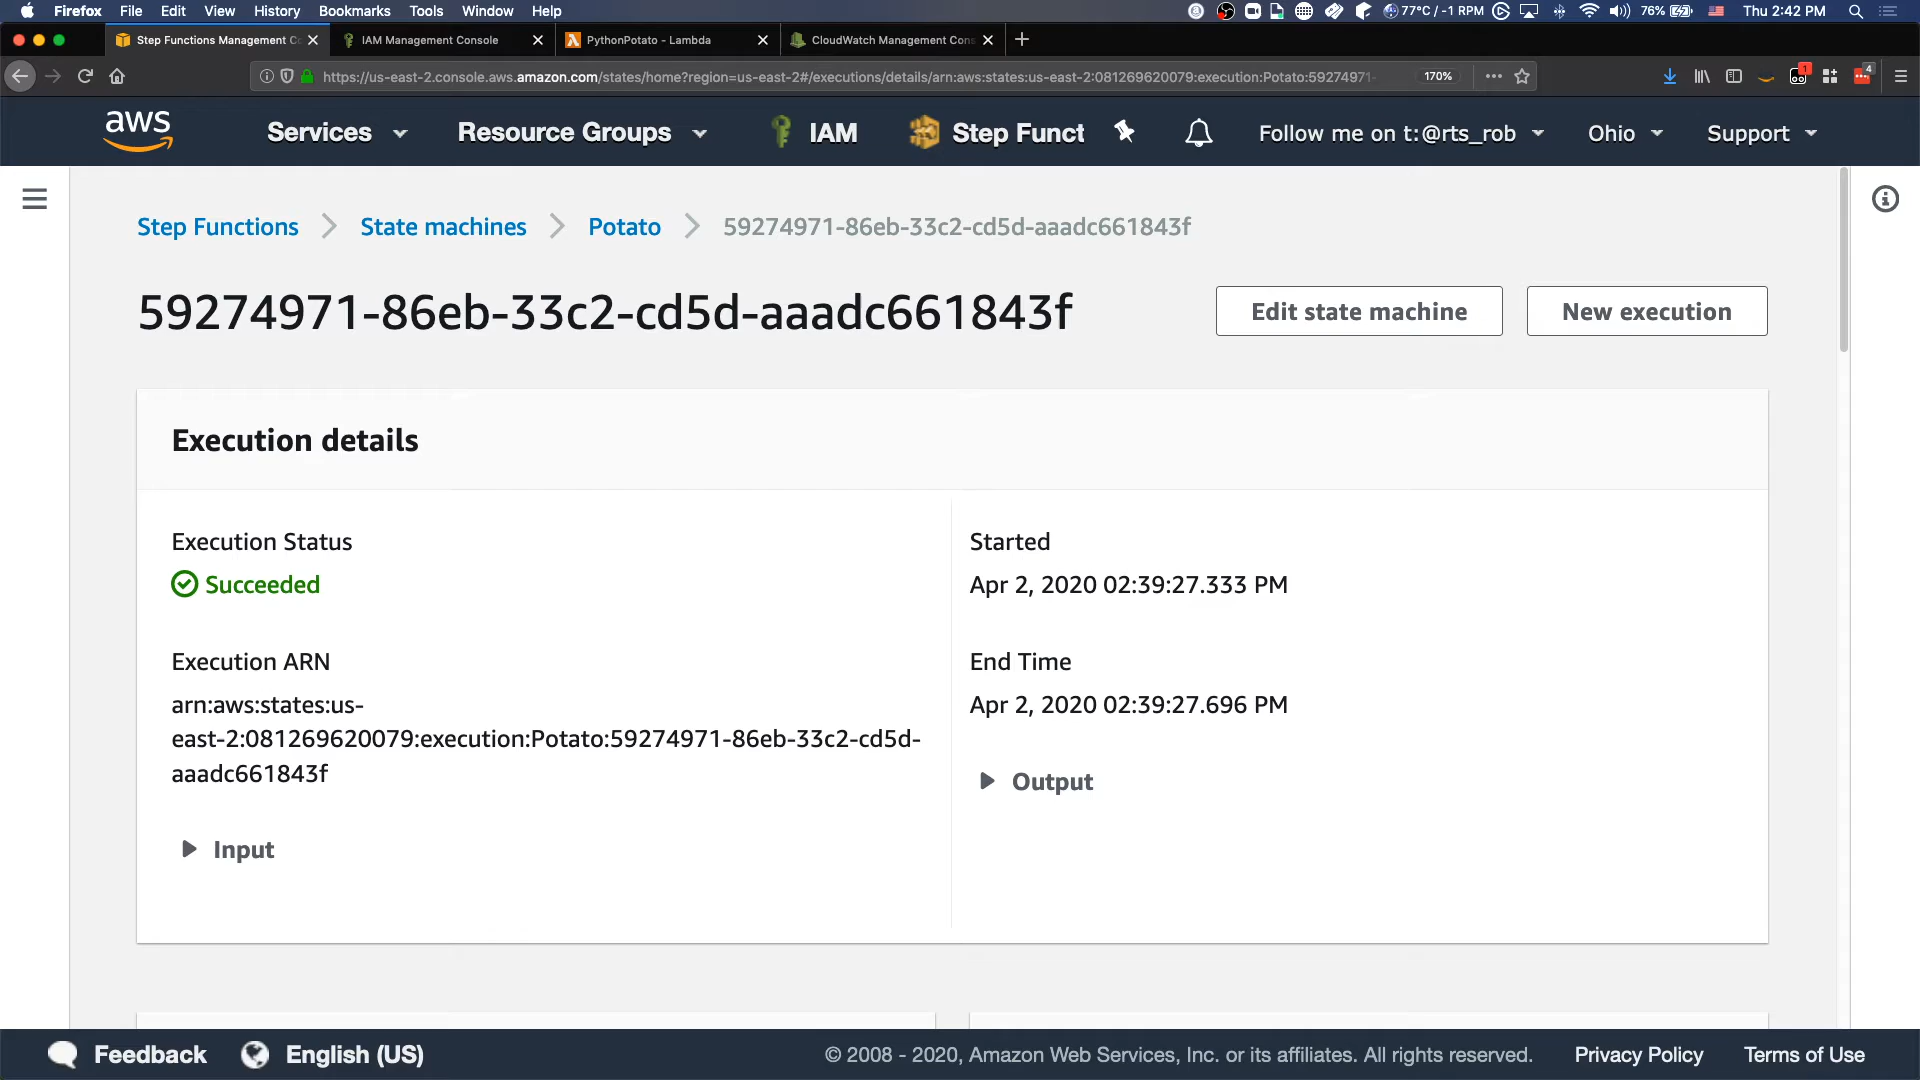 Firefox File Edit View History Bookmarks Tools Window Help 77°C / -1 RPM 76% Thu 2:42 PM
Step Functions Management Co IAM Management Console PythonPotato - Lambda CloudWatch Management Cons
https://us-east-2.console.aws.amazon.com/states/home?region=us-east-2#/executions/details/arn:aws:states:us-east-2:081269620079:execution:Potato:59274971- 170% 1 4
aws Services Resource Groups IAM Step Funct Follow me on t:@rts_rob Ohio Support
Step Functions State machines Potato 59274971-86eb-33c2-cd5d-aaadc661843f
59274971-86eb-33c2-cd5d-aaadc661843f Edit state machine New execution
Execution details
Execution Status
Succeeded
Execution ARN
arn:aws:states:us-
east-2:081269620079:execution:Potato:59274971-86eb-33c2-cd5d-
aaadc661843f
Input
Started
Apr 2, 2020 02:39:27.333 PM
End Time
Apr 2, 2020 02:39:27.696 PM
Output
Feedback English (US) © 2008 - 2020, Amazon Web Services, Inc. or its affiliates. All rights reserved. Privacy Policy Terms of Use